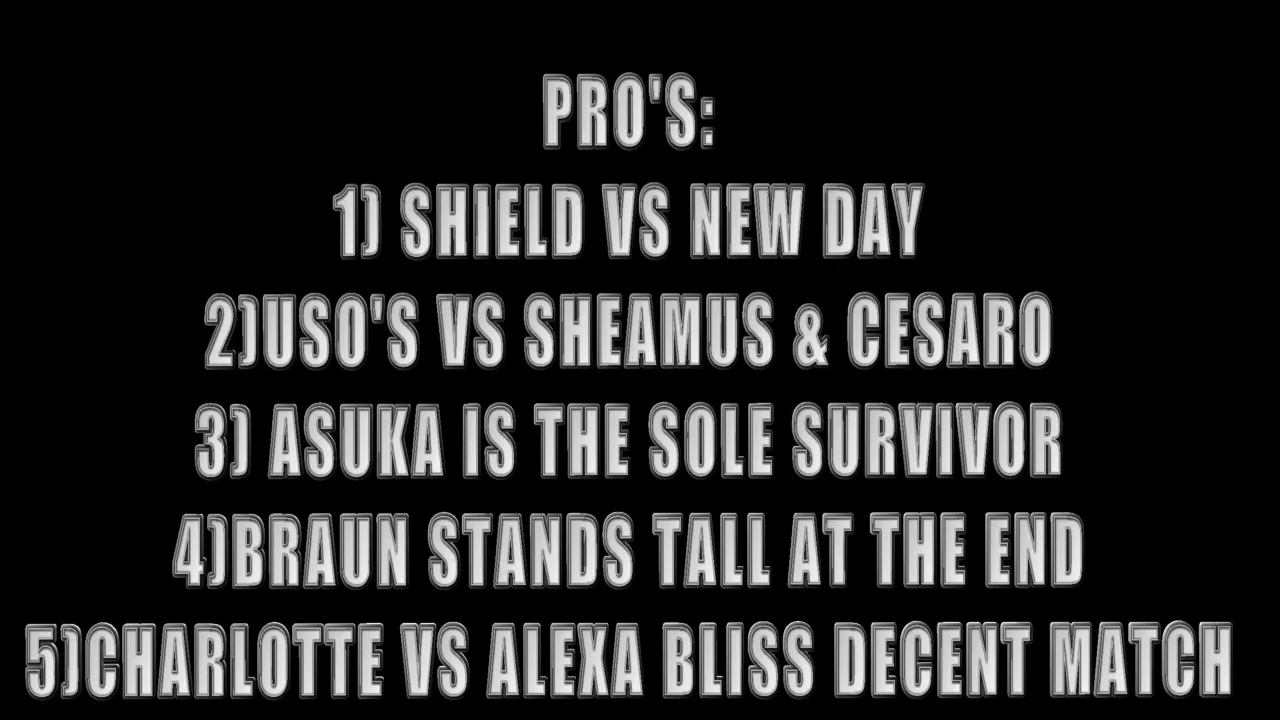 PRO'S:
1) SHIELD VS NEW DAY
2)USO'S VS SHEAMUS & CESARO
3) ASUKA IS THE SOLE SURVIVOR
4)BRAUN STANDS TALL AT THE END
5)CHARLOTTE VS ALEXA BLISS DECENT MATCH